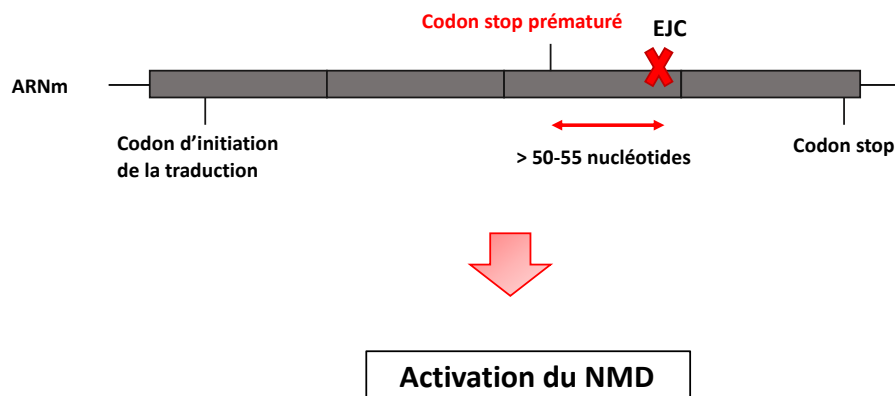 Codon stop prématuré
EJC
ARNm
Codon d’initiation
de la traduction
> 50-55 nucléotides
Codon stop
Activation du NMD